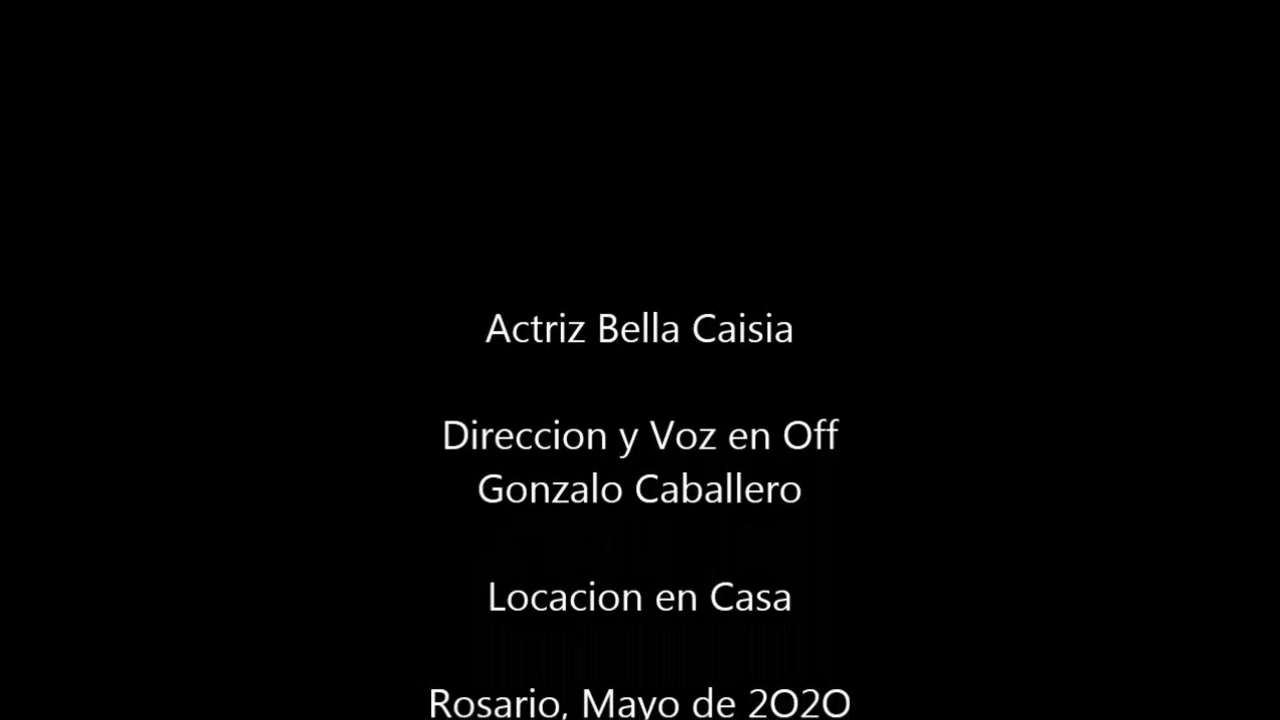 Actriz Bella Caisia
Direccion y Voz en Off
Gonzalo Caballero
Locacion en Casa
Rosario, Mayo de 2020